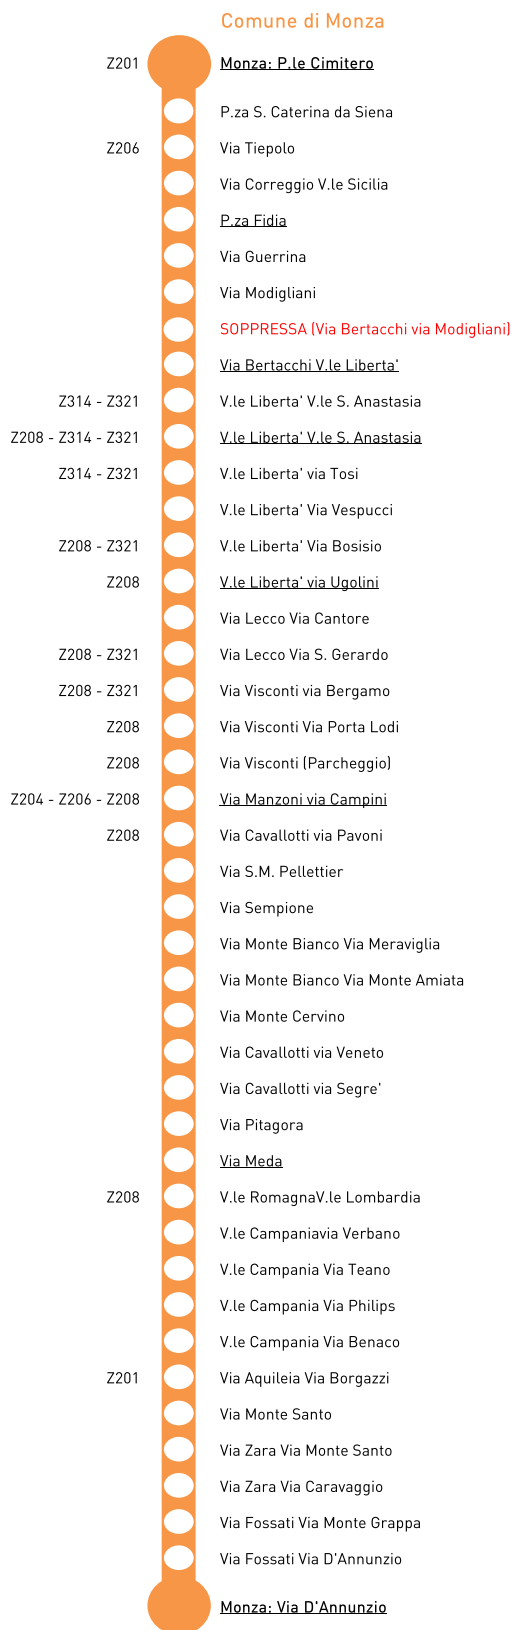 Comune di Monza
Z201 Monza: P.le Cimitero
P.za S. Caterina da Siena
Z206 Via Tiepolo
Via Correggio V.le Sicilia
P.za Fidia
Via Guerrina
Via Modigliani
SOPPRESSA (Via Bertacchi via Modigliani)
Via Bertacchi V.le Liberta'
Z314 - Z321 V.le Liberta' V.le S. Anastasia
Z208 - Z314 - Z321 V.le Liberta' V.le S. Anastasia
Z314 - Z321 V.le Liberta' via Tosi
V.le Liberta' Via Vespucci
Z208 - Z321 V.le Liberta' Via Bosisio
Z208 V.le Liberta' via Ugolini
Via Lecco Via Cantore
Z208 - Z321 Via Lecco Via S. Gerardo
Z208 - Z321 Via Visconti via Bergamo
Z208 Via Visconti Via Porta Lodi
Z208 Via Visconti (Parcheggio)
Z204 - Z206 - Z208 Via Manzoni via Campini
Z208 Via Cavallotti via Pavoni
Via S.M. Pellettier
Via Sempione
Via Monte Bianco Via Meraviglia
Via Monte Bianco Via Monte Amiata
Via Monte Cervino
Via Cavallotti via Veneto
Via Cavallotti via Segre'
Via Pitagora
Via Meda
Z208 V.le RomagnaV.le Lombardia
V.le Campaniavia Verbano
V.le Campania Via Teano
V.le Campania Via Philips
V.le Campania Via Benaco
Z201 Via Aquileia Via Borgazzi
Via Monte Santo
Via Zara Via Monte Santo
Via Zara Via Caravaggio
Via Fossati Via Monte Grappa
Via Fossati Via D'Annunzio
Monza: Via D'Annunzio